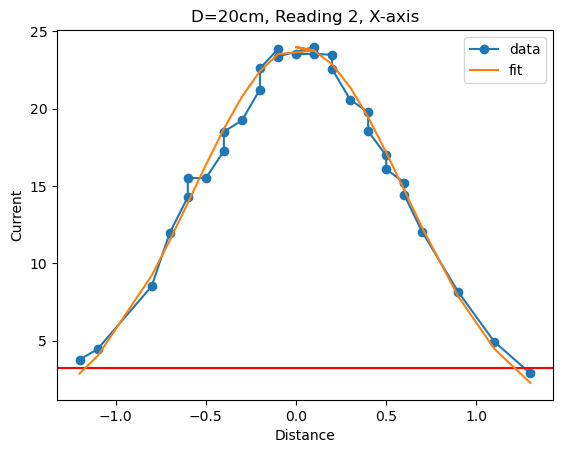 D=20cm, Reading 2, X-axis
data
fit
25
20
15
10
5
Current
−1.0
−0.5
0.0
0.5
1.0
Distance